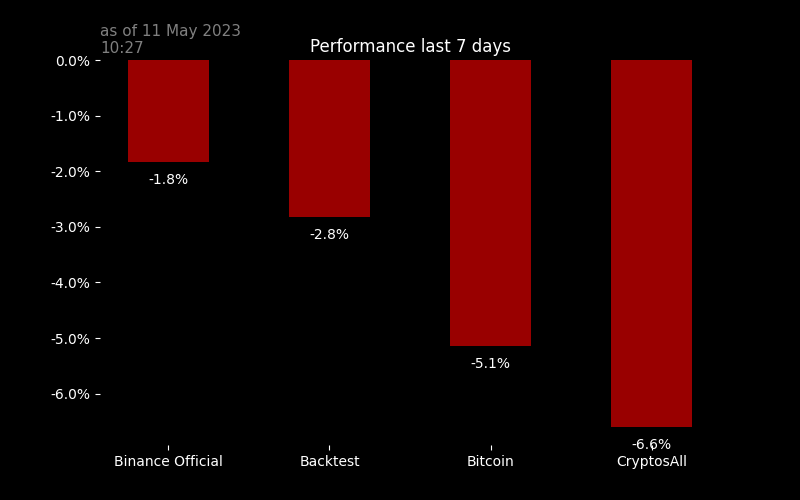 as of 11 May 2023
10:27
Performance last 7 days
0.0%
-1.0%
-2.0%
-3.0%
-4.0%
-5.0%
-6.0%
-1.8%
-2.8%
-5.1%
-6.6%
Binance Official
Backtest
Bitcoin
CryptosAll